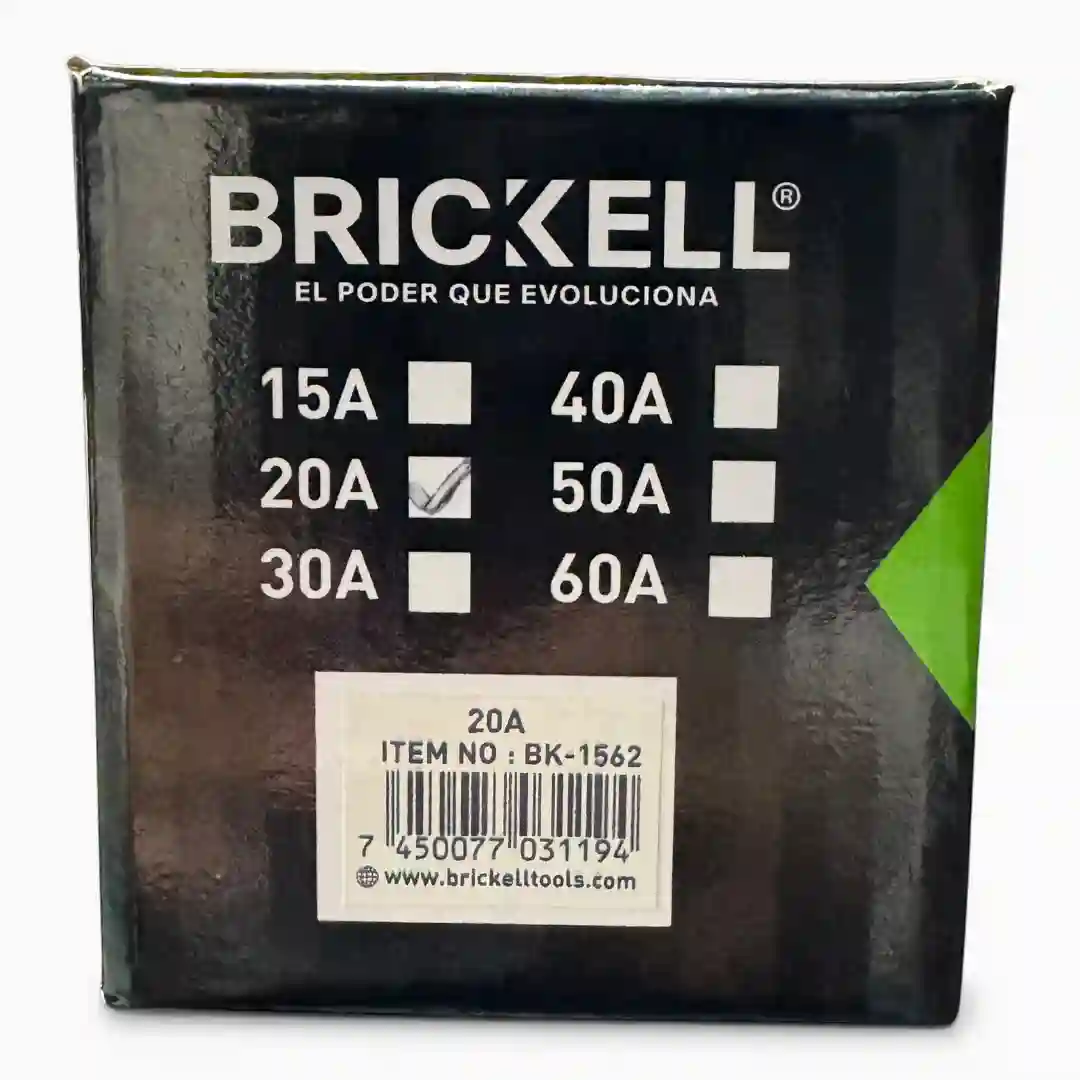 BRICKELL®
EL PODER QUE EVOLUCIONA
15A
40A
20A
50A
30A
60A
20A
ITEM NO : BK-1562
7 450077 031194
www.brickelltools.com